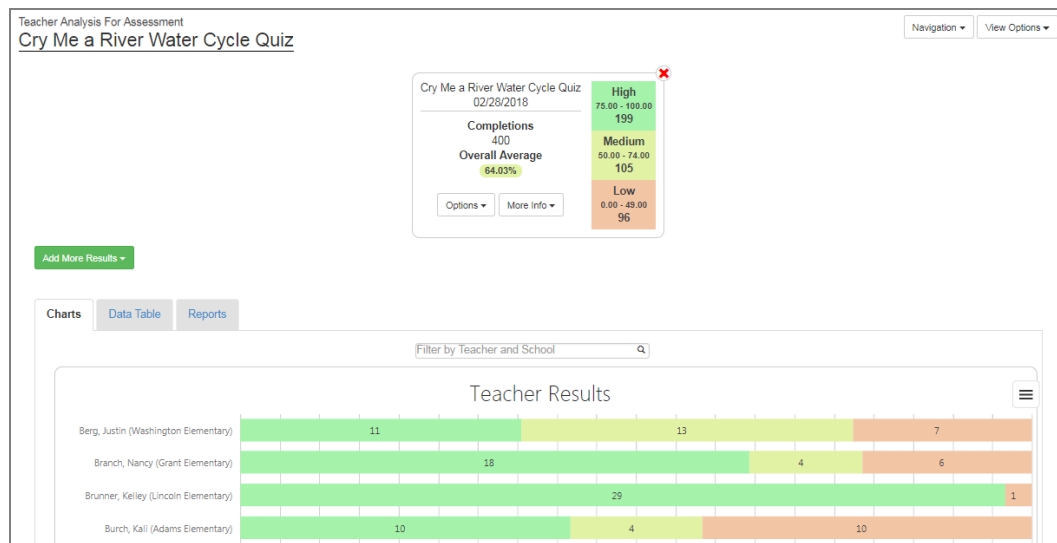 Teacher Analysis For Assessment
Cry Me a River Water Cycle Quiz
Navigation
View Options
Cry Me a River Water Cycle Quiz
02/28/2018
Completions
400
Overall Average
64.03%
Options
More Info
High
75.00 - 100.00
199
Medium
50.00 - 74.00
105
Low
0.00 - 49.00
96
Add More Results
Charts
Data Table
Reports
Filter by Teacher and School
Teacher Results
Berg, Justin (Washington Elementary) 11 13 7
Branch, Nancy (Grant Elementary) 18 4 6
Brunner, Kelley (Lincoln Elementary) 29 1
Burch, Kali (Adams Elementary) 10 4 10